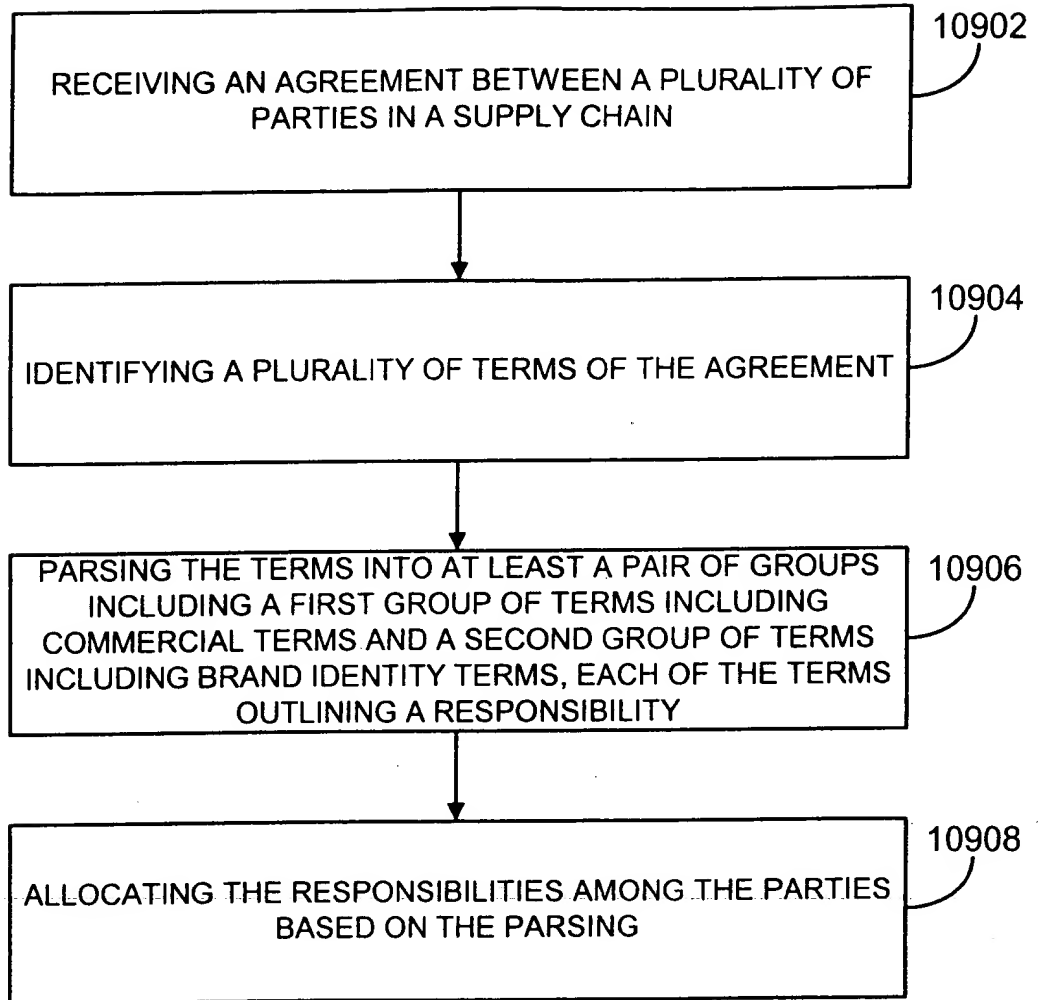 10902
RECEIVING AN AGREEMENT BETWEEN A PLURALITY OF
PARTIES IN A SUPPLY CHAIN
10904
IDENTIFYING A PLURALITY OF TERMS OF THE AGREEMENT
10906
PARSING THE TERMS INTO AT LEAST A PAIR OF GROUPS
INCLUDING A FIRST GROUP OF TERMS INCLUDING
COMMERCIAL TERMS AND A SECOND GROUP OF TERMS
INCLUDING BRAND IDENTITY TERMS, EACH OF THE TERMS
OUTLINING A RESPONSIBILITY
10908
ALLOCATING THE RESPONSIBILITIES AMONG THE PARTIES
BASED ON THE PARSING